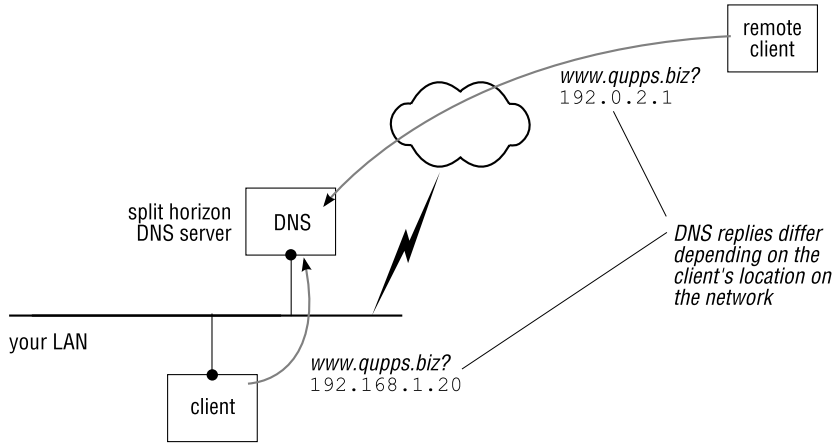 remote
client
www.qupps.biz?
192.0.2.1
split horizon
DNS server
DNS
DNS replies differ
depending on the
client's location on
the network
your LAN
www.qupps.biz?
192.168.1.20
client